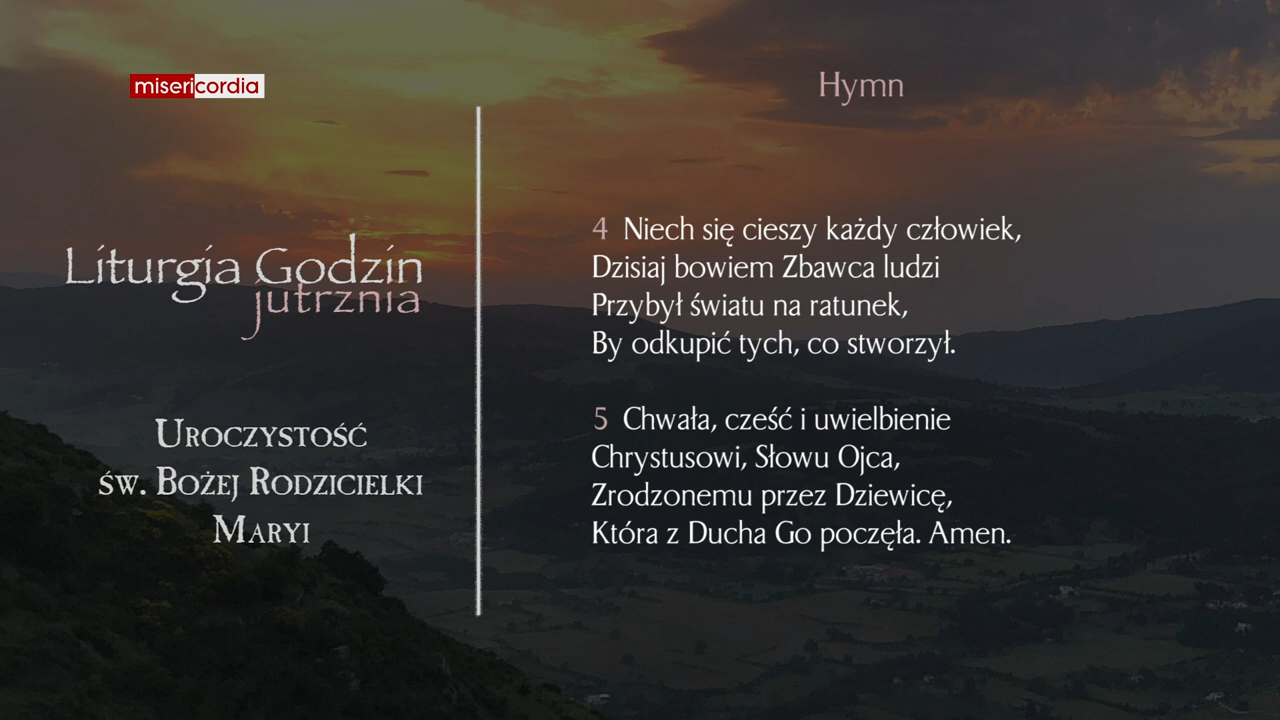 misericordia
Liturgia Godzin
jutrznia
Uroczystość
św. Bożej Rodzicielki
Maryi
Hymn
4 Niech się cieszy każdy człowiek,
Dzisiaj bowiem Zbawca ludzi
Przybył światu na ratunek,
By odkupić tych, co stworzył.
5 Chwała, cześć i uwielbienie
Chrystusowi, Słowu Ojca,
Zrodzonemu przez Dziewicę,
Która z Ducha Go poczęła. Amen.